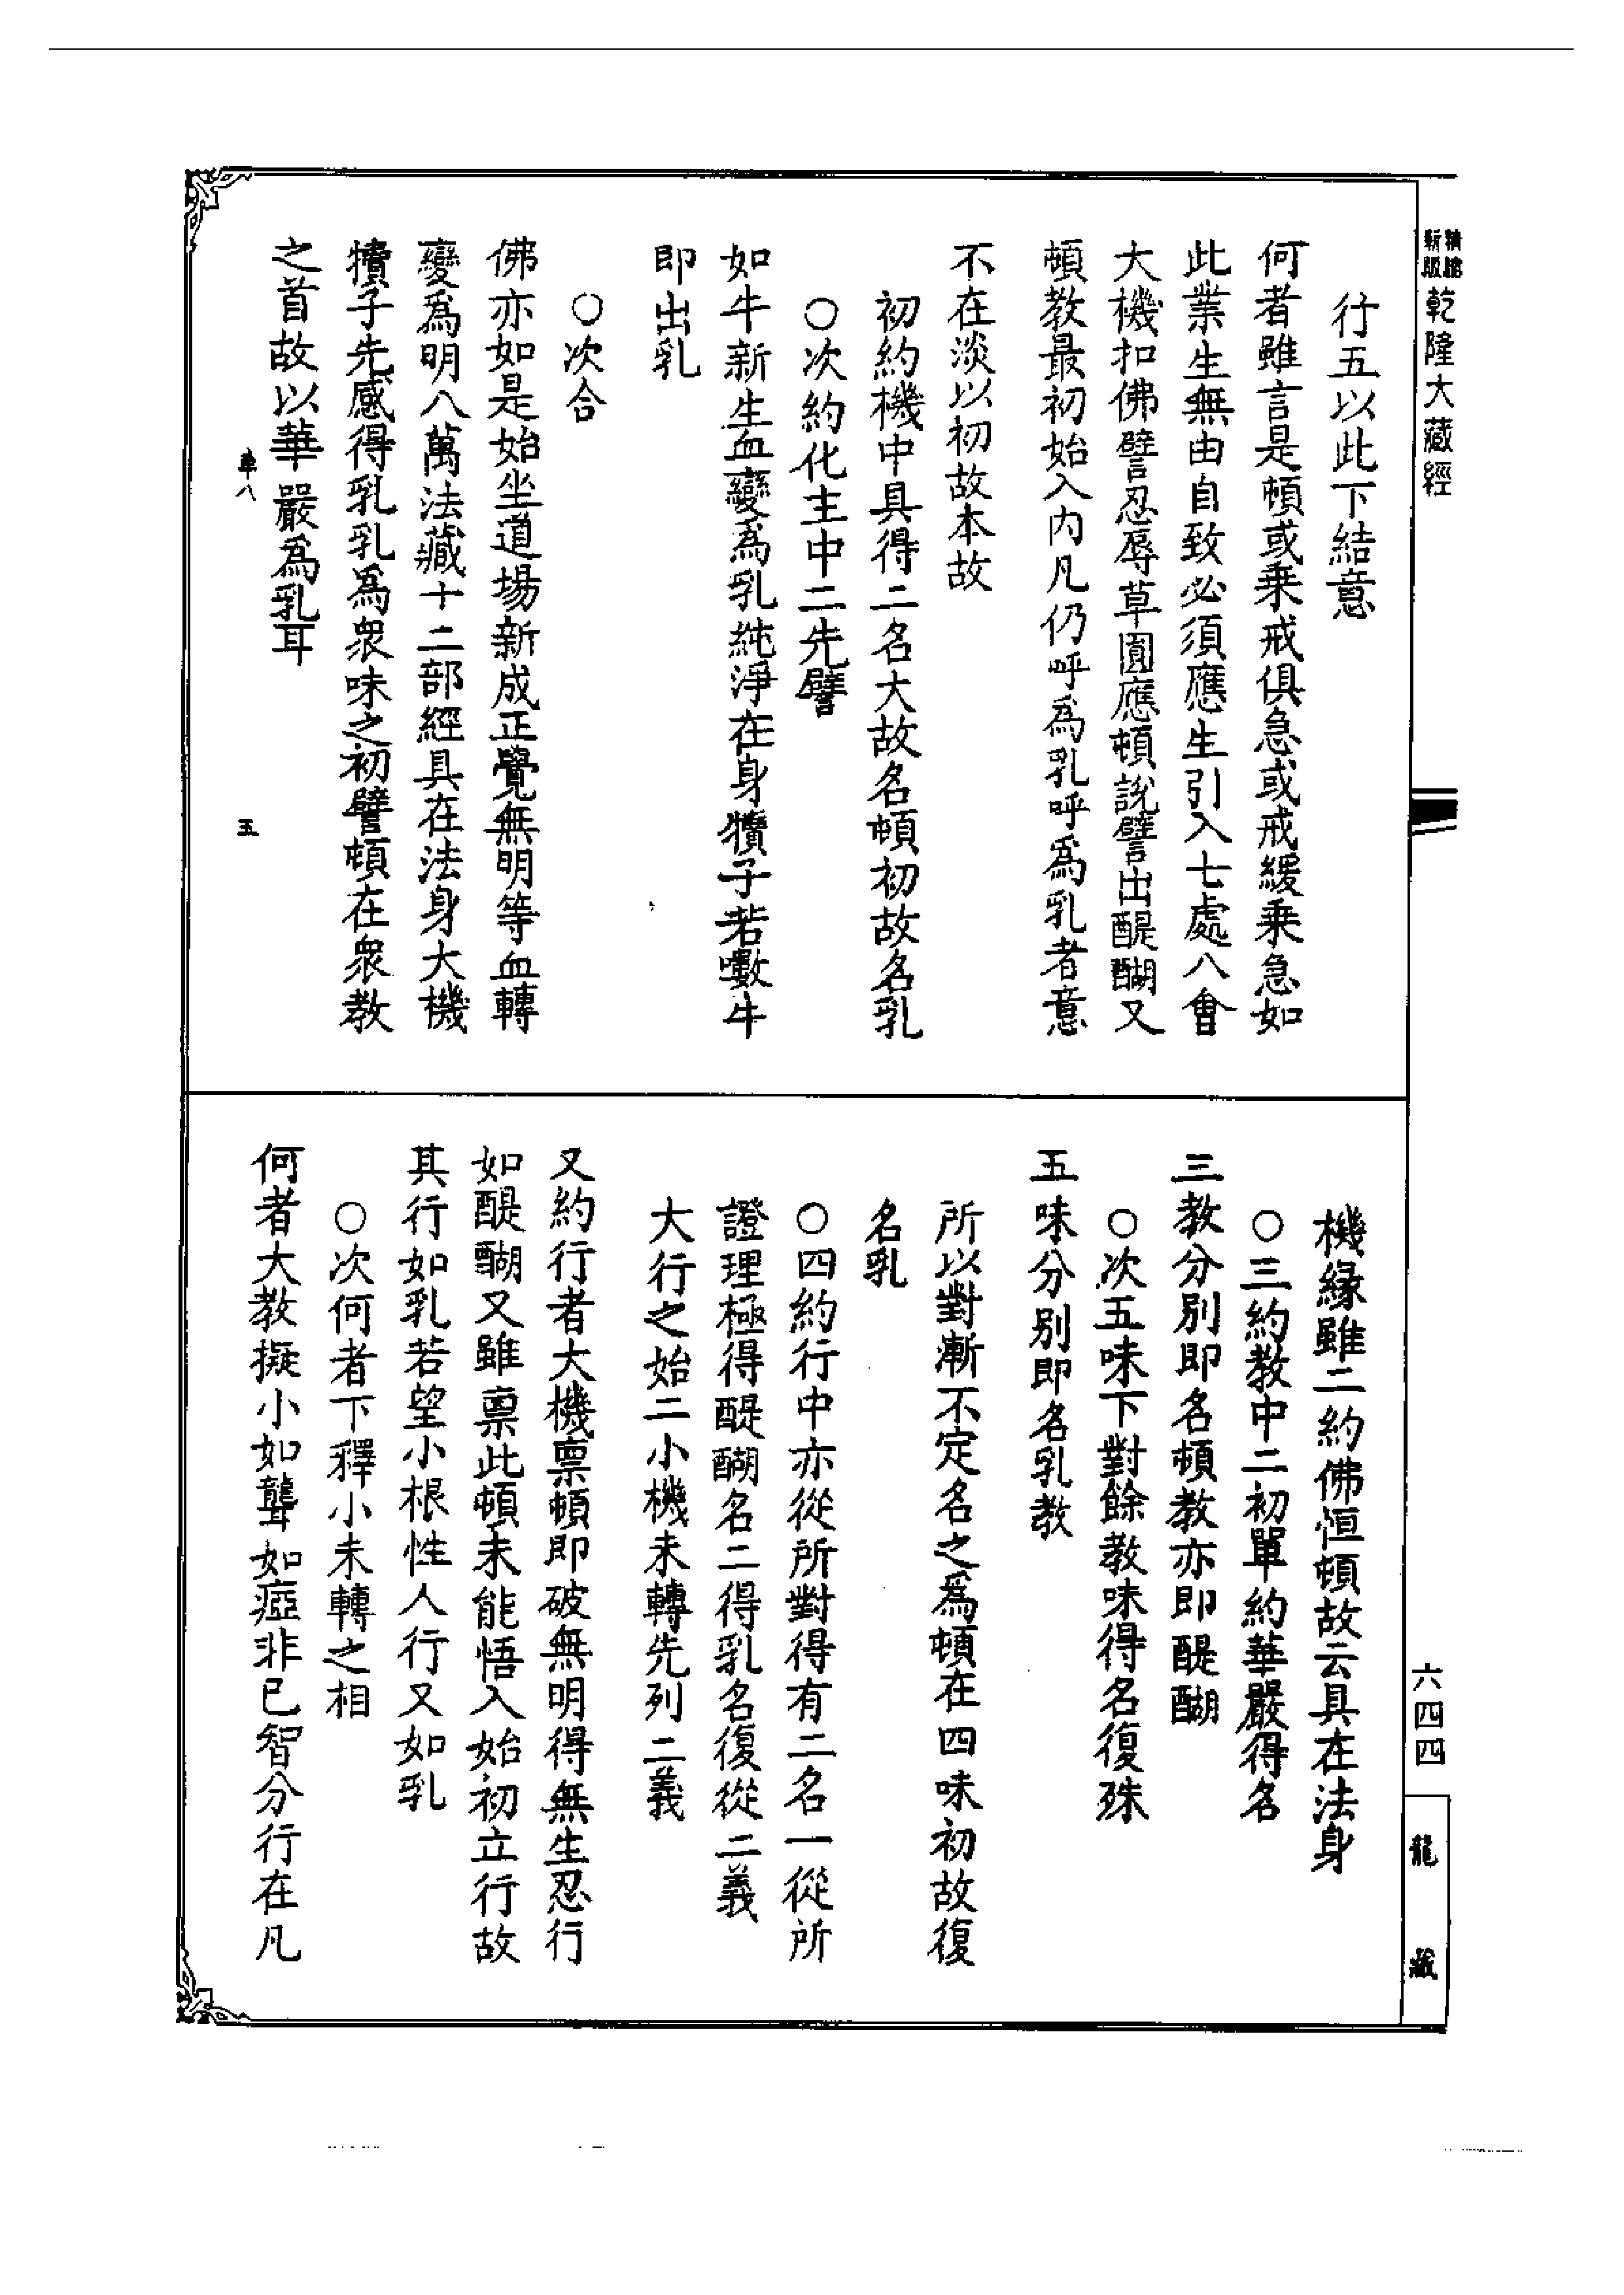 精縮新版乾隆大藏經
行五以此下結意
何者雖言是頓或乘戒俱急或戒緩乘急如
此業生無由自致必須應生引入七處八會
大機扣佛譬忍辱草圓應頓說譬出醍醐又
頓教最初始入內凡仍呼為乳呼為乳者意
不在淡以初故本故
初約機中具得二名大故名頓初故名乳
○次約化主中二先譬
如牛新生血變為乳純淨在身犢子若𠲿牛
即出乳
○次合
佛亦如是始坐道場新成正覺無明等血轉
變為明八萬法藏十二部經具在法身大機
犢子先感得乳乳為眾味之初譬頓在眾教
之首故以華嚴為乳耳
車八
五
機緣雖二約佛恒頓故云具在法身
○三約教中二初單約華嚴得名
三教分別即名頓教亦即醍醐
○次五味下對餘教味得名復殊
五味分別即名乳教
所以對漸不定名之為頓在四味初故復
名乳
○四約行中亦從所對得有二名一從所
證理極得醍醐名二得乳名復從二義
大行之始二小機未轉先列二義
又約行者大機稟頓即破無明得無生忍行
如醍醐又雖稟此頓未能悟入始初立行故
其行如乳若望小根性人行又如乳
○次何者下釋小未轉之相
何者大教擬小如聾如瘂非已智分行在凡
六四四
龍藏